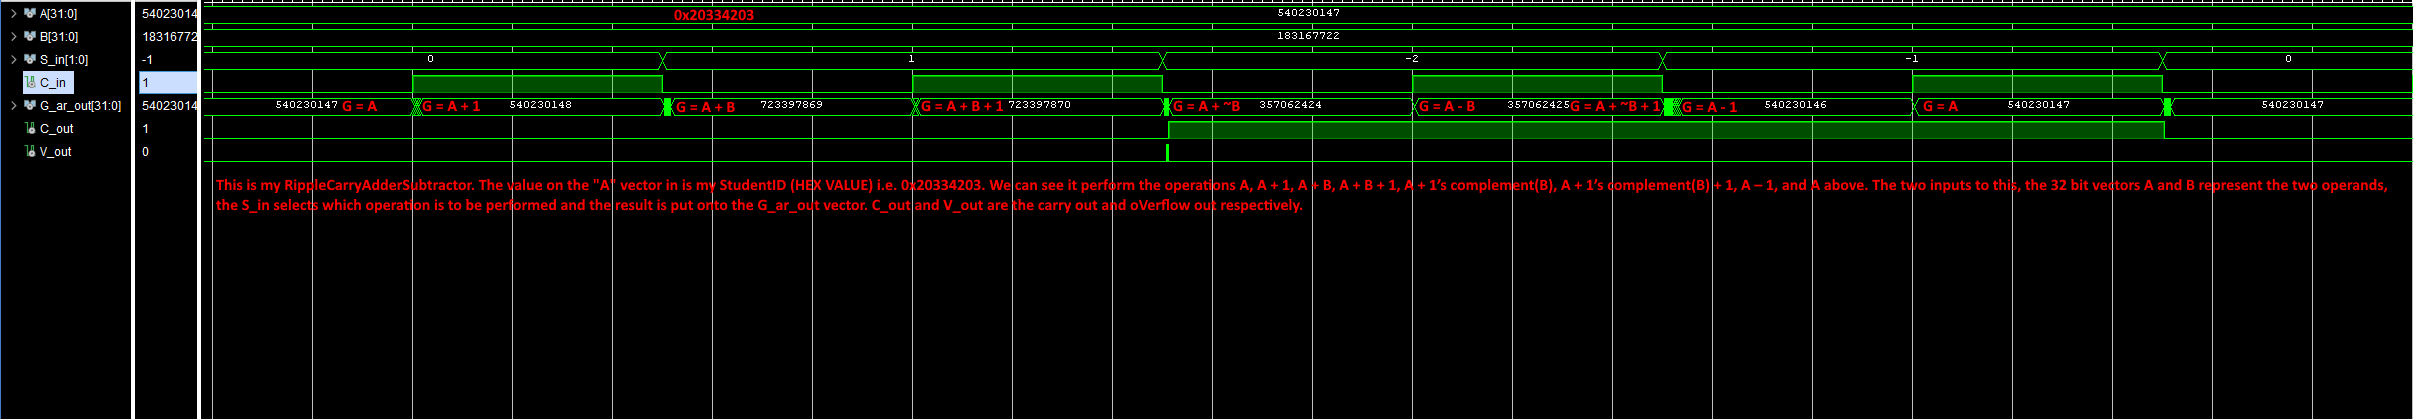 A[31:0] 54023014 0x20334203 540230147
B[31:0] 18316772 183167722
S_in[1:0] -1 0 1 -2 -1 0
C_in 1
G_ar_out[31:0] 54023014 540230147 G = A G = A + 1 540230148 G = A + B 723397869 G = A + B + 1 723397870 G = A + ~B 357062424 G = A - B 357062425 G = A + ~B + 1 G = A - 1 540230146 G = A 540230147 540230147
C_out 1
V_out 0
This is my RippleCarryAdderSubtractor. The value on the "A" vector in is my StudentID (HEX VALUE) i.e. 0x20334203. We can see it perform the operations A, A + 1, A + B, A + B + 1, A + 1’s complement(B), A + 1’s complement(B) + 1, A – 1, and A above. The two inputs to this, the 32 bit vectors A and B represent the two operands,
the S_in selects which operation is to be performed and the result is put onto the G_ar_out vector. C_out and V_out are the carry out and oVerflow out respectively.